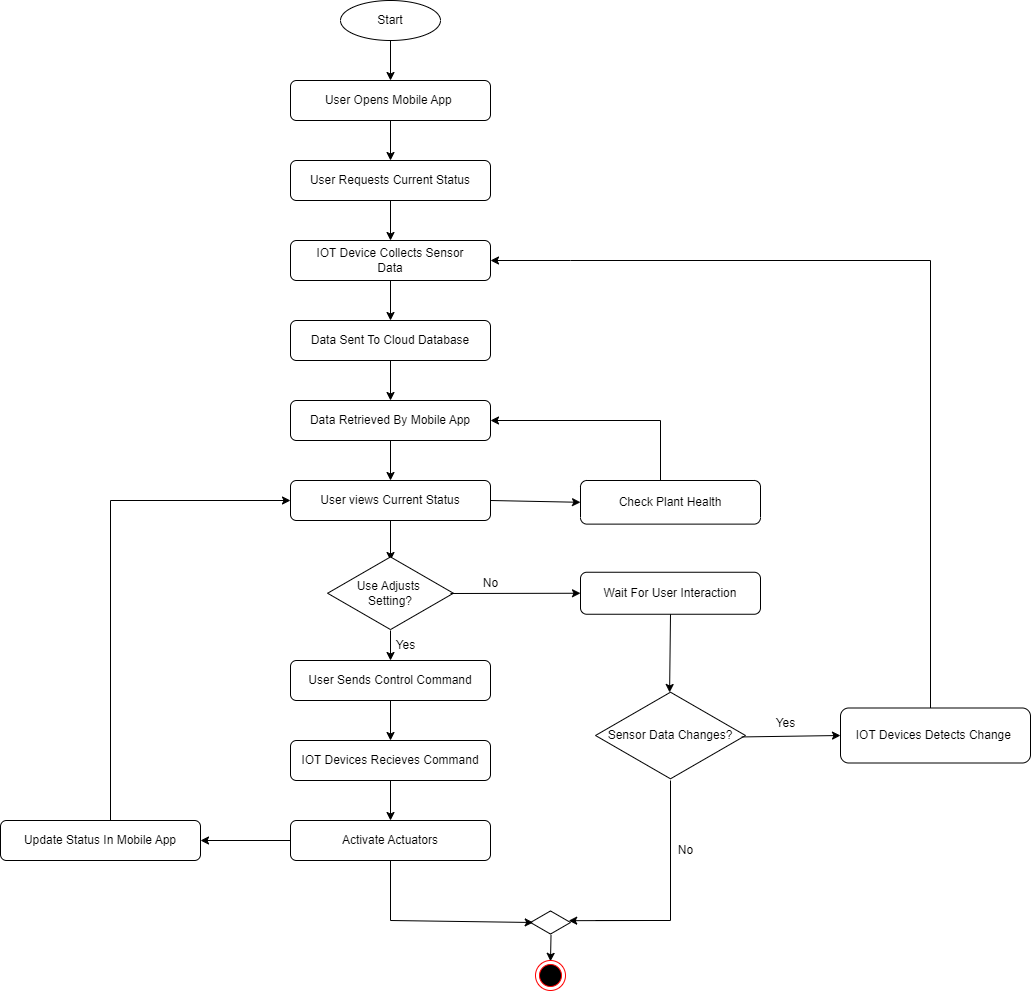 Start
User Opens Mobile App
User Requests Current Status
IOT Device Collects Sensor
Data
Data Sent To Cloud Database
Data Retrieved By Mobile App
User views Current Status
Check Plant Health
Use Adjusts
Setting?
No
Wait For User Interaction
Yes
User Sends Control Command
Sensor Data Changes?
Yes
IOT Devices Detects Change
IOT Devices Recieves Command
Update Status In Mobile App
Activate Actuators
No